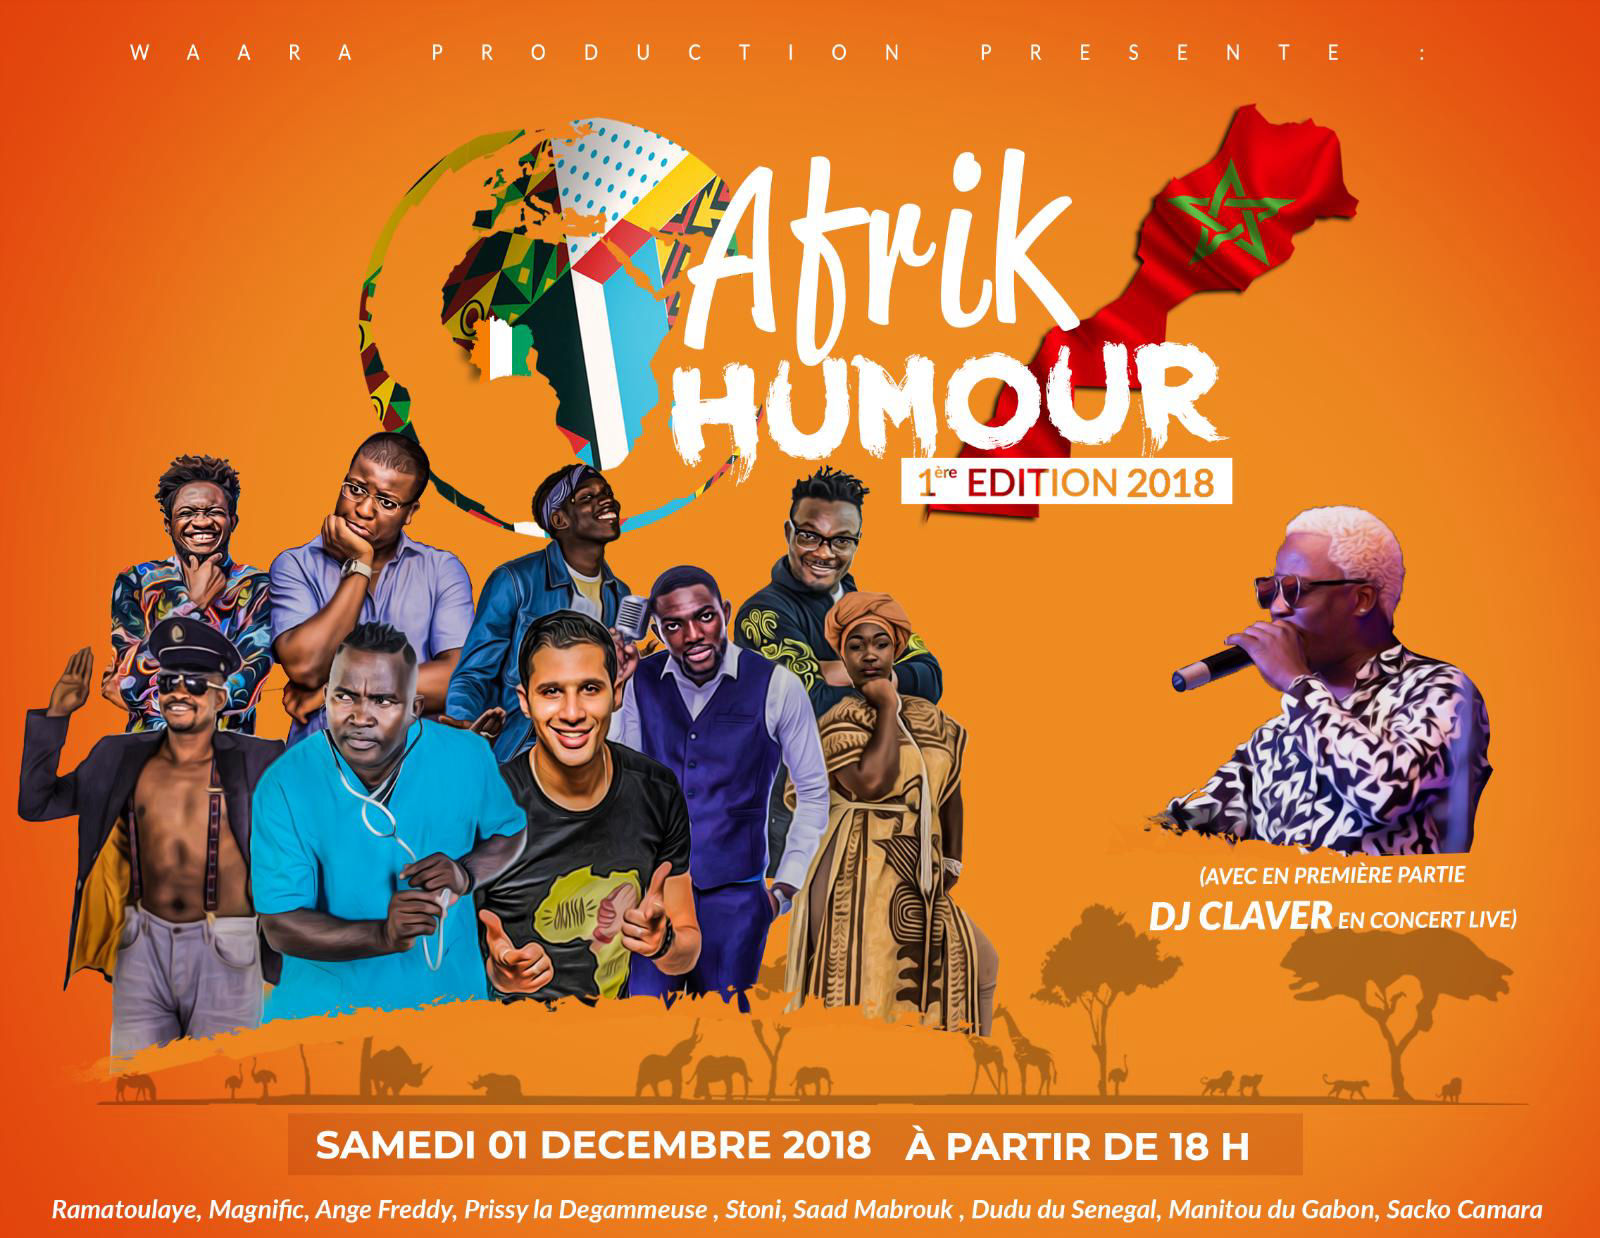 WAARA PRODUCTION PRESENTE :
Afrik
HUMOUR
1ère EDITION 2018
(AVEC EN PREMIÈRE PARTIE
DJ CLAVER EN CONCERT LIVE)
SAMEDI 01 DECEMBRE 2018 À PARTIR DE 18 H
Ramatoulaye, Magnific, Ange Freddy, Prissy la Degammeuse , Stoni, Saad Mabrouk , Dudu du Senegal, Manitou du Gabon, Sacko Camara